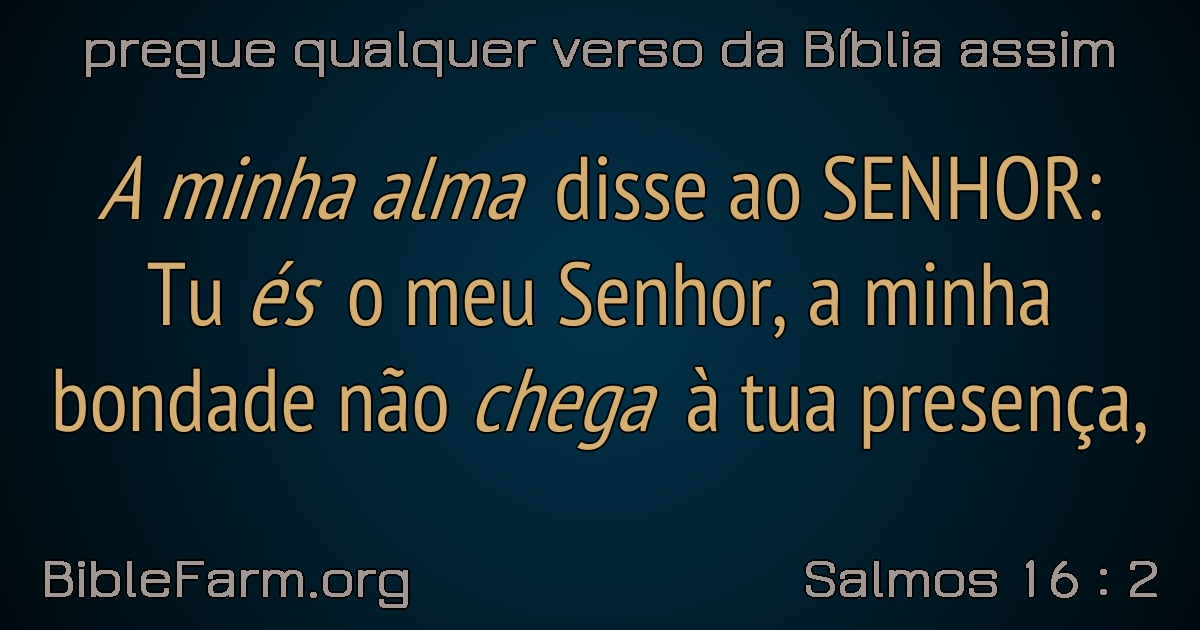 pregue qualquer verso da Bíblia assim
A minha alma disse ao SENHOR:
Tu és o meu Senhor, a minha
bondade não chega à tua presença,
BibleFarm.org
Salmos 16 : 2